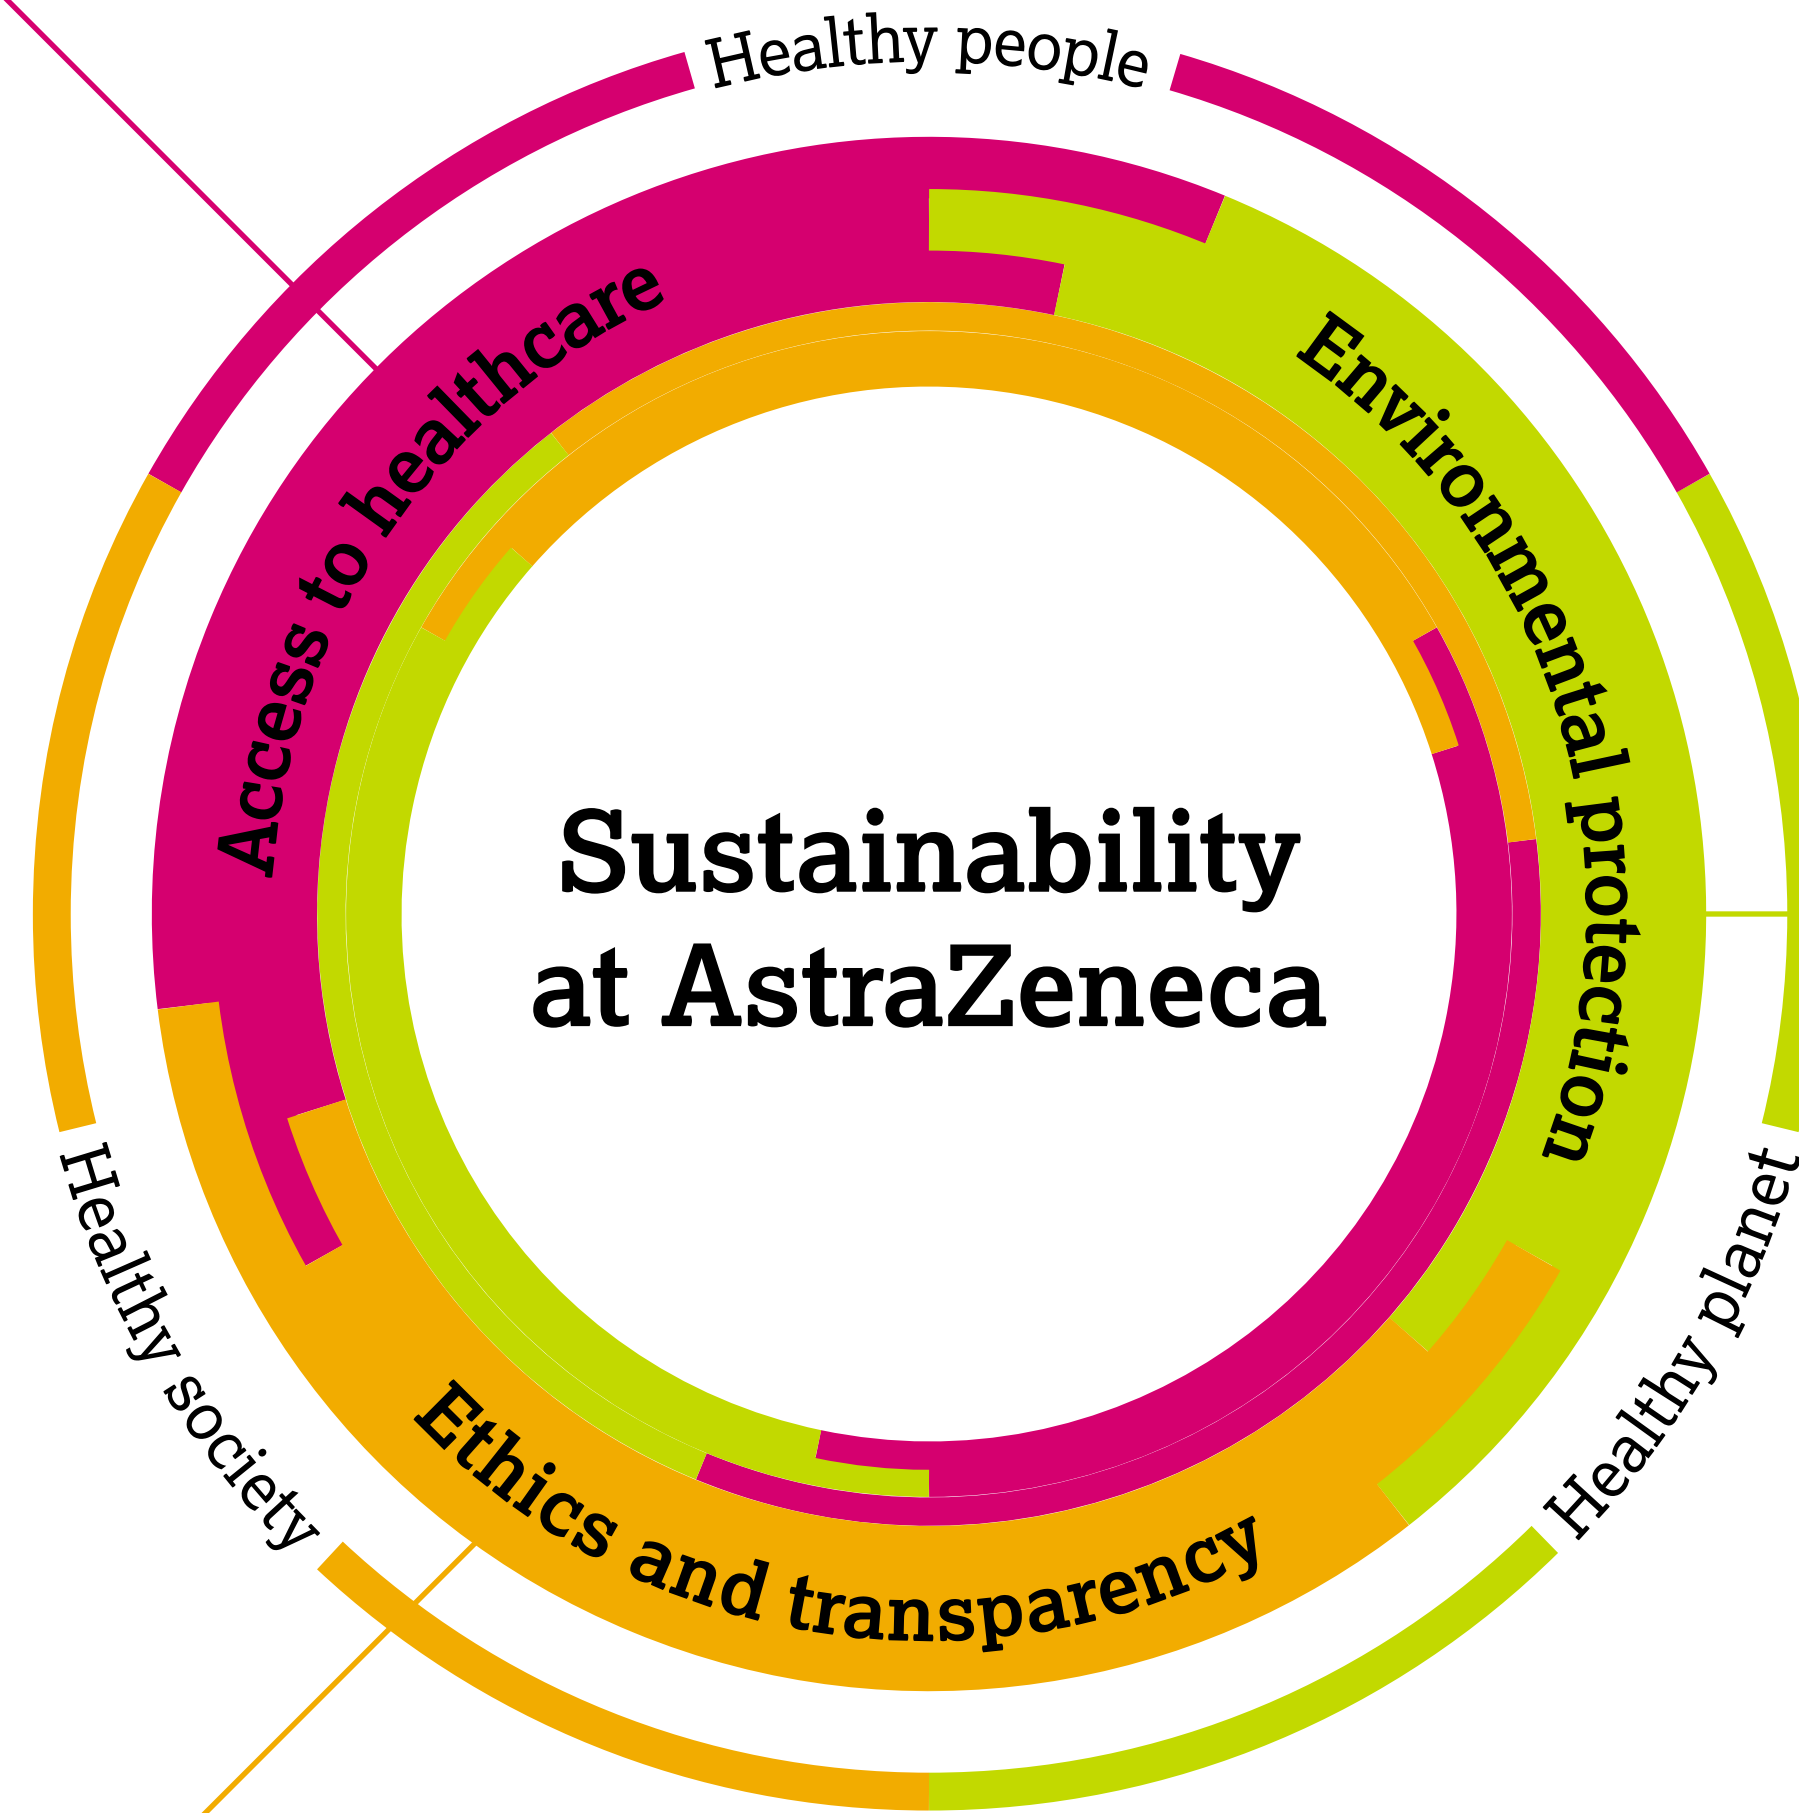 Healthy people
Access to healthcare
Environmental protection
Sustainability
at AstraZeneca
Healthy society
Healthy planet
Ethics and transparency